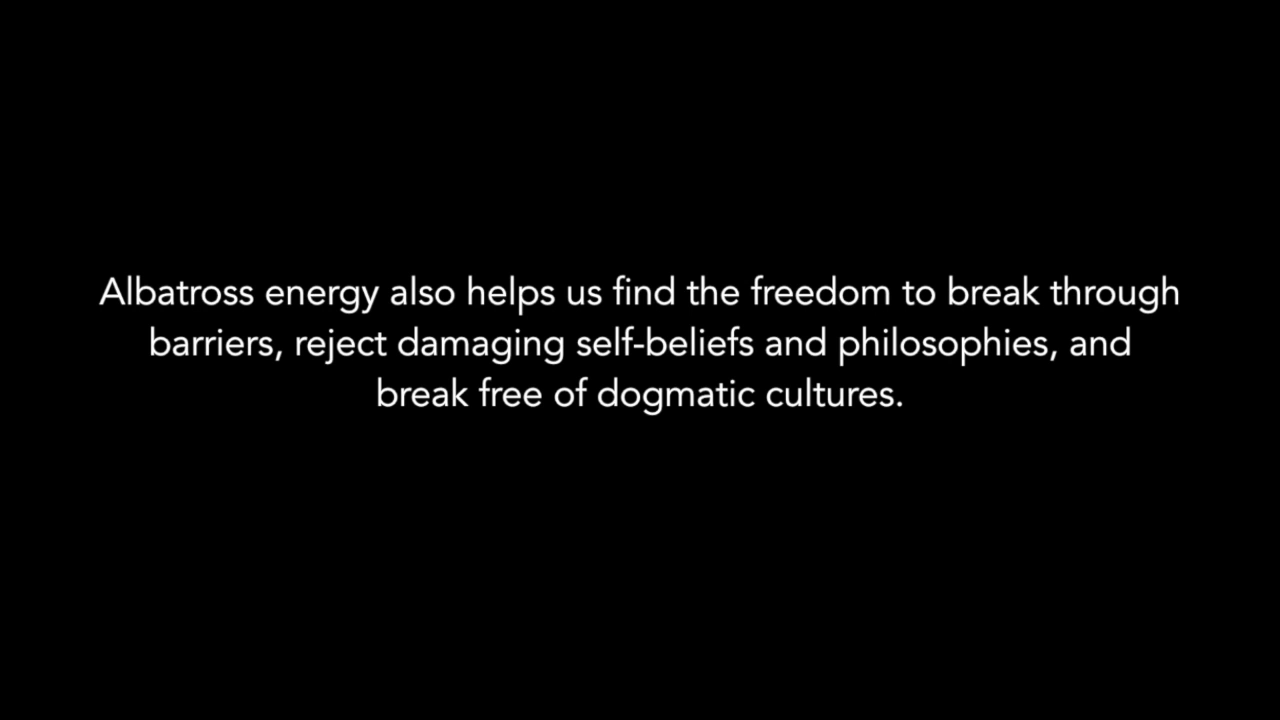 Albatross energy also helps us find the freedom to break through
barriers, reject damaging self-beliefs and philosophies, and
break free of dogmatic cultures.